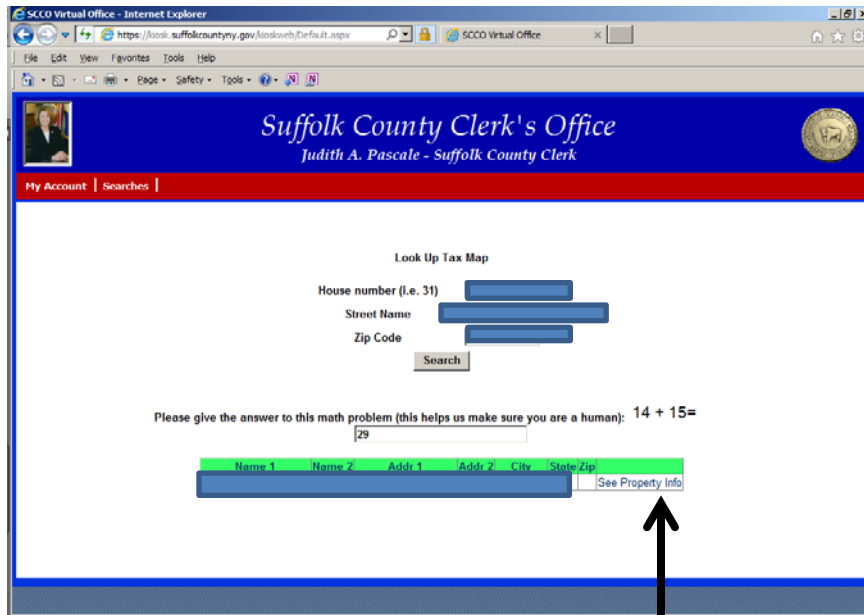 SCCO Virtual Office - Internet Explorer
https://kiosk.suffolkcountyny.gov/kioskweb/Default.aspx
SCCO Virtual Office
File Edit View Favorites Tools Help
Page Safety Tools
Suffolk County Clerk's Office
Judith A. Pascale - Suffolk County Clerk
My Account | Searches |
Look Up Tax Map
House number (i.e. 31)
Street Name
Zip Code
Search
Please give the answer to this math problem (this helps us make sure you are a human): 14 + 15=
29
Name 1 Name 2 Addr 1 Addr 2 City State Zip
See Property Info